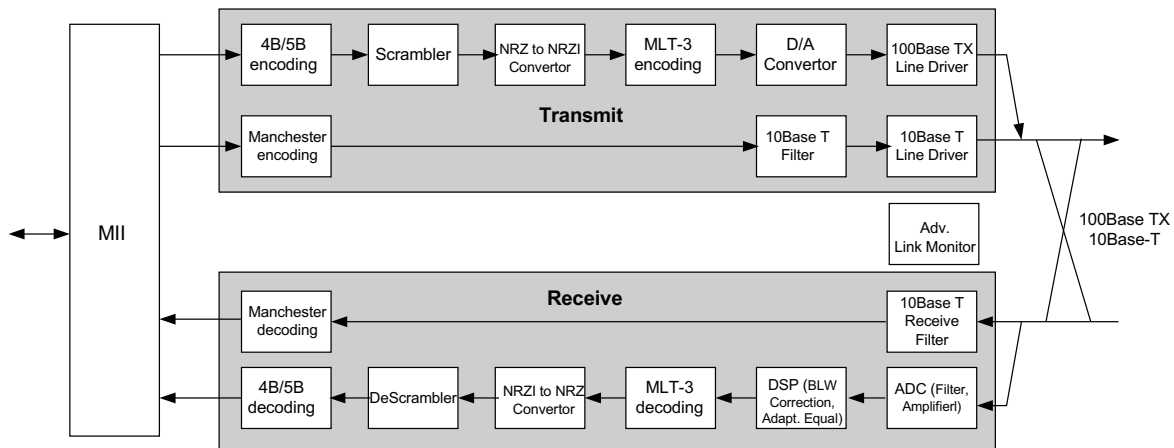 4B/5B
encoding
Scrambler
NRZ to NRZI
Convertor
MLT-3
encoding
D/A
Convertor
100Base TX
Line Driver
Transmit
Manchester
encoding
10Base T
Filter
10Base T
Line Driver
MII
Adv.
Link Monitor
100Base TX
10Base-T
Receive
Manchester
decoding
10Base T
Receive
Filter
4B/5B
decoding
DeScrambler
NRZI to NRZ
Convertor
MLT-3
decoding
DSP (BLW
Correction,
Adapt. Equal)
ADC (Filter,
Amplifierl)